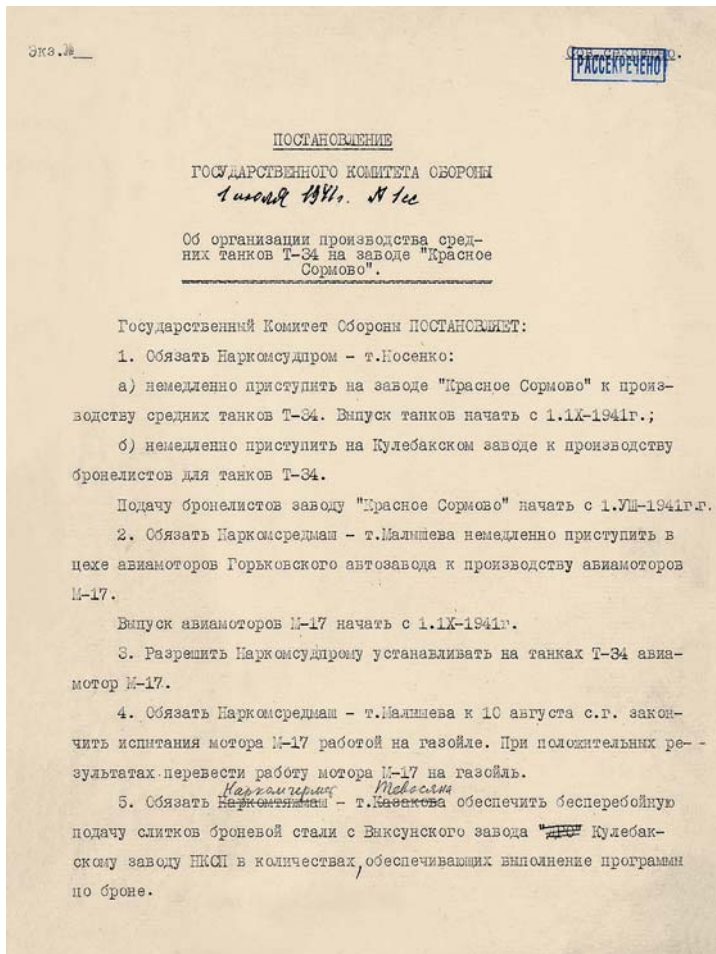 Экз.№__
Сов.секретно.
РАССЕКРЕЧЕНО
ПОСТАНОВЛЕНИЕ
ГОСУДАРСТВЕННОГО КОМИТЕТА ОБОРОНЫ
1 июля 1941г. № 1сс
Об организации производства сред-
них танков Т-34 на заводе "Красное
Сормово".
Государственный Комитет Обороны ПОСТАНОВЛЯЕТ:
1. Обязать Наркомсудпром - т.Носенко:
а) немедленно приступить на заводе "Красное Сормово" к произ-
водству средних танков Т-34. Выпуск танков начать с 1.1Х-1941г.;
б) немедленно приступить на Кулебакском заводе к производству
бронелистов для танков Т-34.
Подачу бронелистов заводу "Красное Сормово" начать с 1.УШ-1941г.г.
2. Обязать Наркомсредмаш - т.Малышева немедленно приступить в
цехе авиамоторов Горьковского автозавода к производству авиамоторов
М-17.
Выпуск авиамоторов М-17 начать с 1.1Х-1941г.
3. Разрешить Наркомсудпрому устанавливать на танках Т-34 авиа-
мотор М-17.
4. Обязать Наркомсредмаш - т.Малышева к 10 августа с.г. закон-
чить испытания мотора М-17 работой на газойле. При положительных ре-
зультатах перевести работу мотора М-17 на газойль.
Наркомчермет Тевосяна
5. Обязать Наркомтяжмаш - т.Казакова обеспечить бесперебойную
подачу слитков броневой стали с Выксунского завода "ДРО" Кулебак-
скому заводу НКСП в количествах, обеспечивающих выполнение программы
по броне.